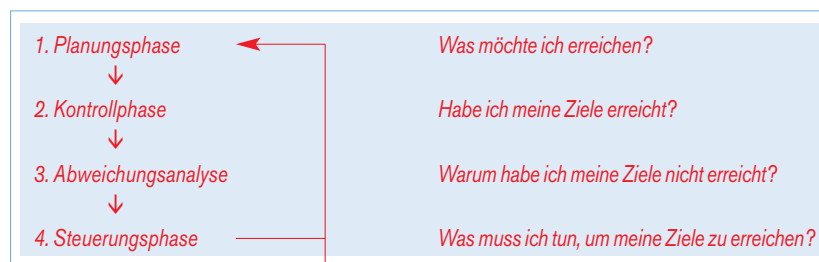 1. Planungsphase Was möchte ich erreichen?
2. Kontrollphase Habe ich meine Ziele erreicht?
3. Abweichungsanalyse Warum habe ich meine Ziele nicht erreicht?
4. Steuerungsphase Was muss ich tun, um meine Ziele zu erreichen?